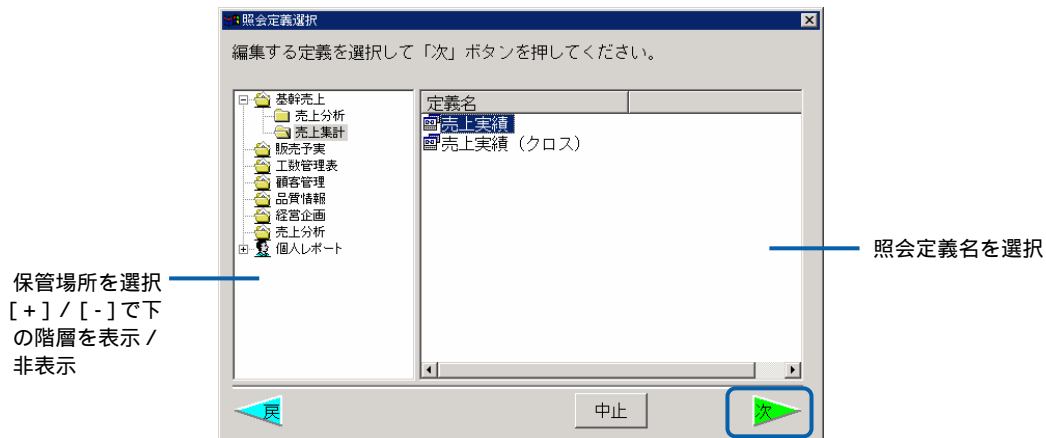 照会定義選択
編集する定義を選択して「次」ボタンを押してください。
基幹売上
売上分析
売上集計
販売予実
工数管理表
顧客管理
品質情報
経営企画
売上分析
個人レポート
定義名
売上実績
売上実績（クロス）
保管場所を選択
[+]/[-]で下
の階層を表示/
非表示
照会定義名を選択
戻
中止
次